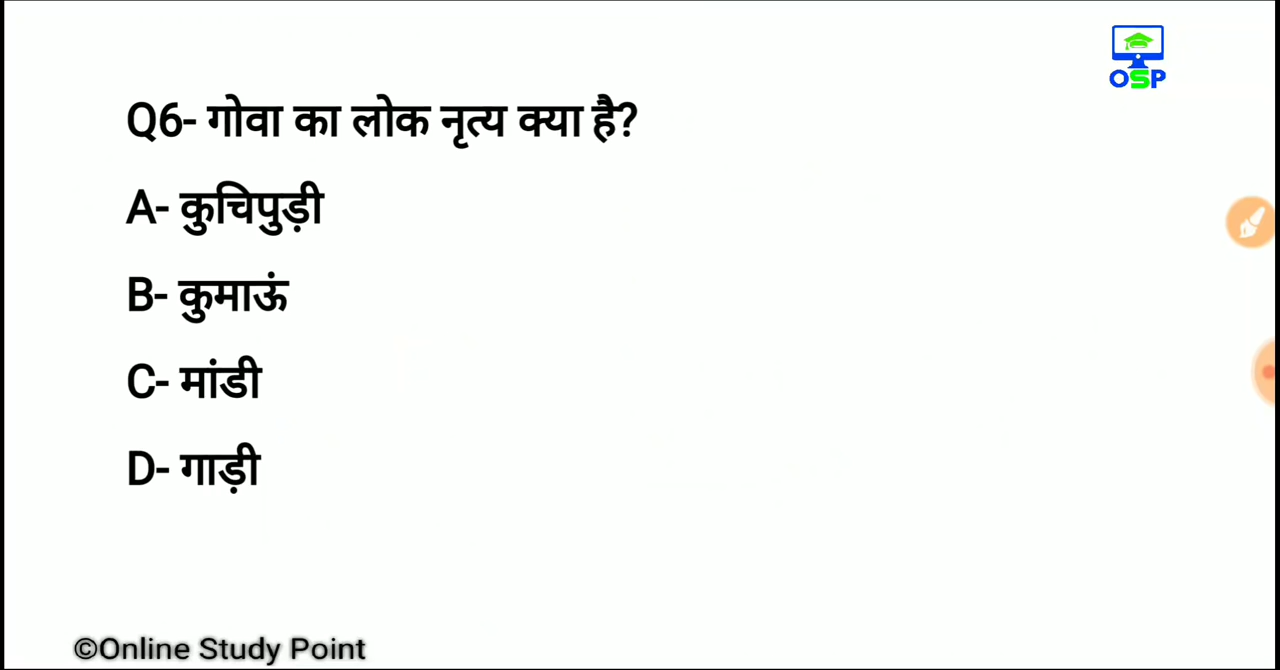 OSP
Q6- गोवा का लोक नृत्य क्या है?
A- कुचिपुड़ी
B- कुमाऊं
C- मांडी
D- गाड़ी
©Online Study Point